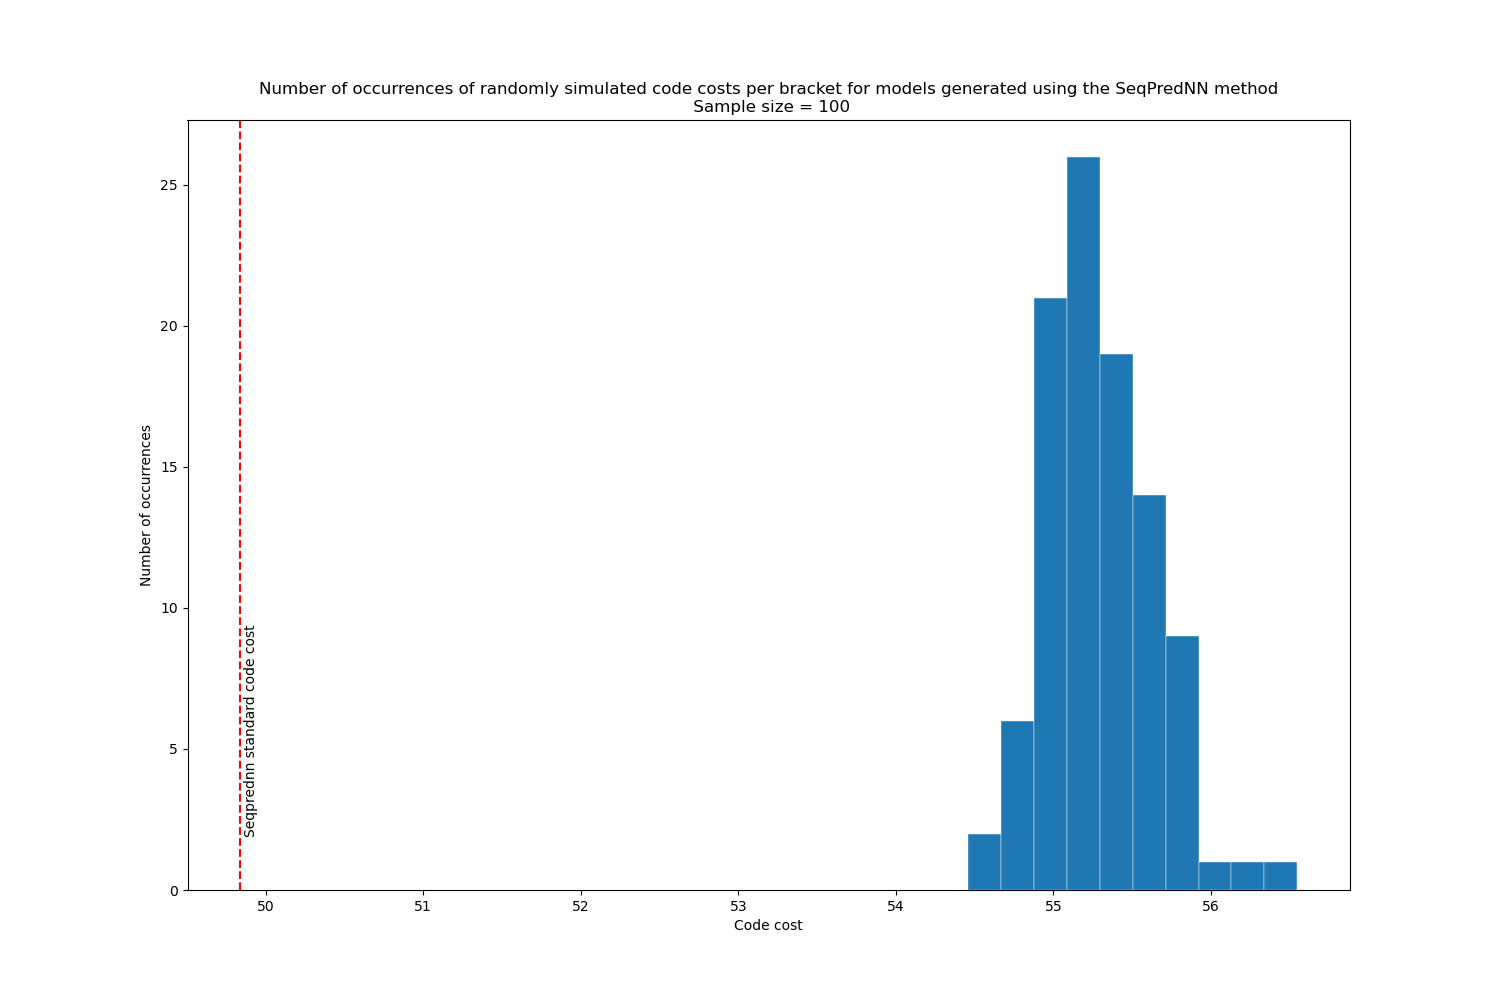 Number of occurrences of randomly simulated code costs per bracket for models generated using the SeqPredNN method
Sample size = 100
Number of occurrences
25
20
15
10
5
0
Seqprednn standard code cost
50
51
52
53
54
55
56
Code cost